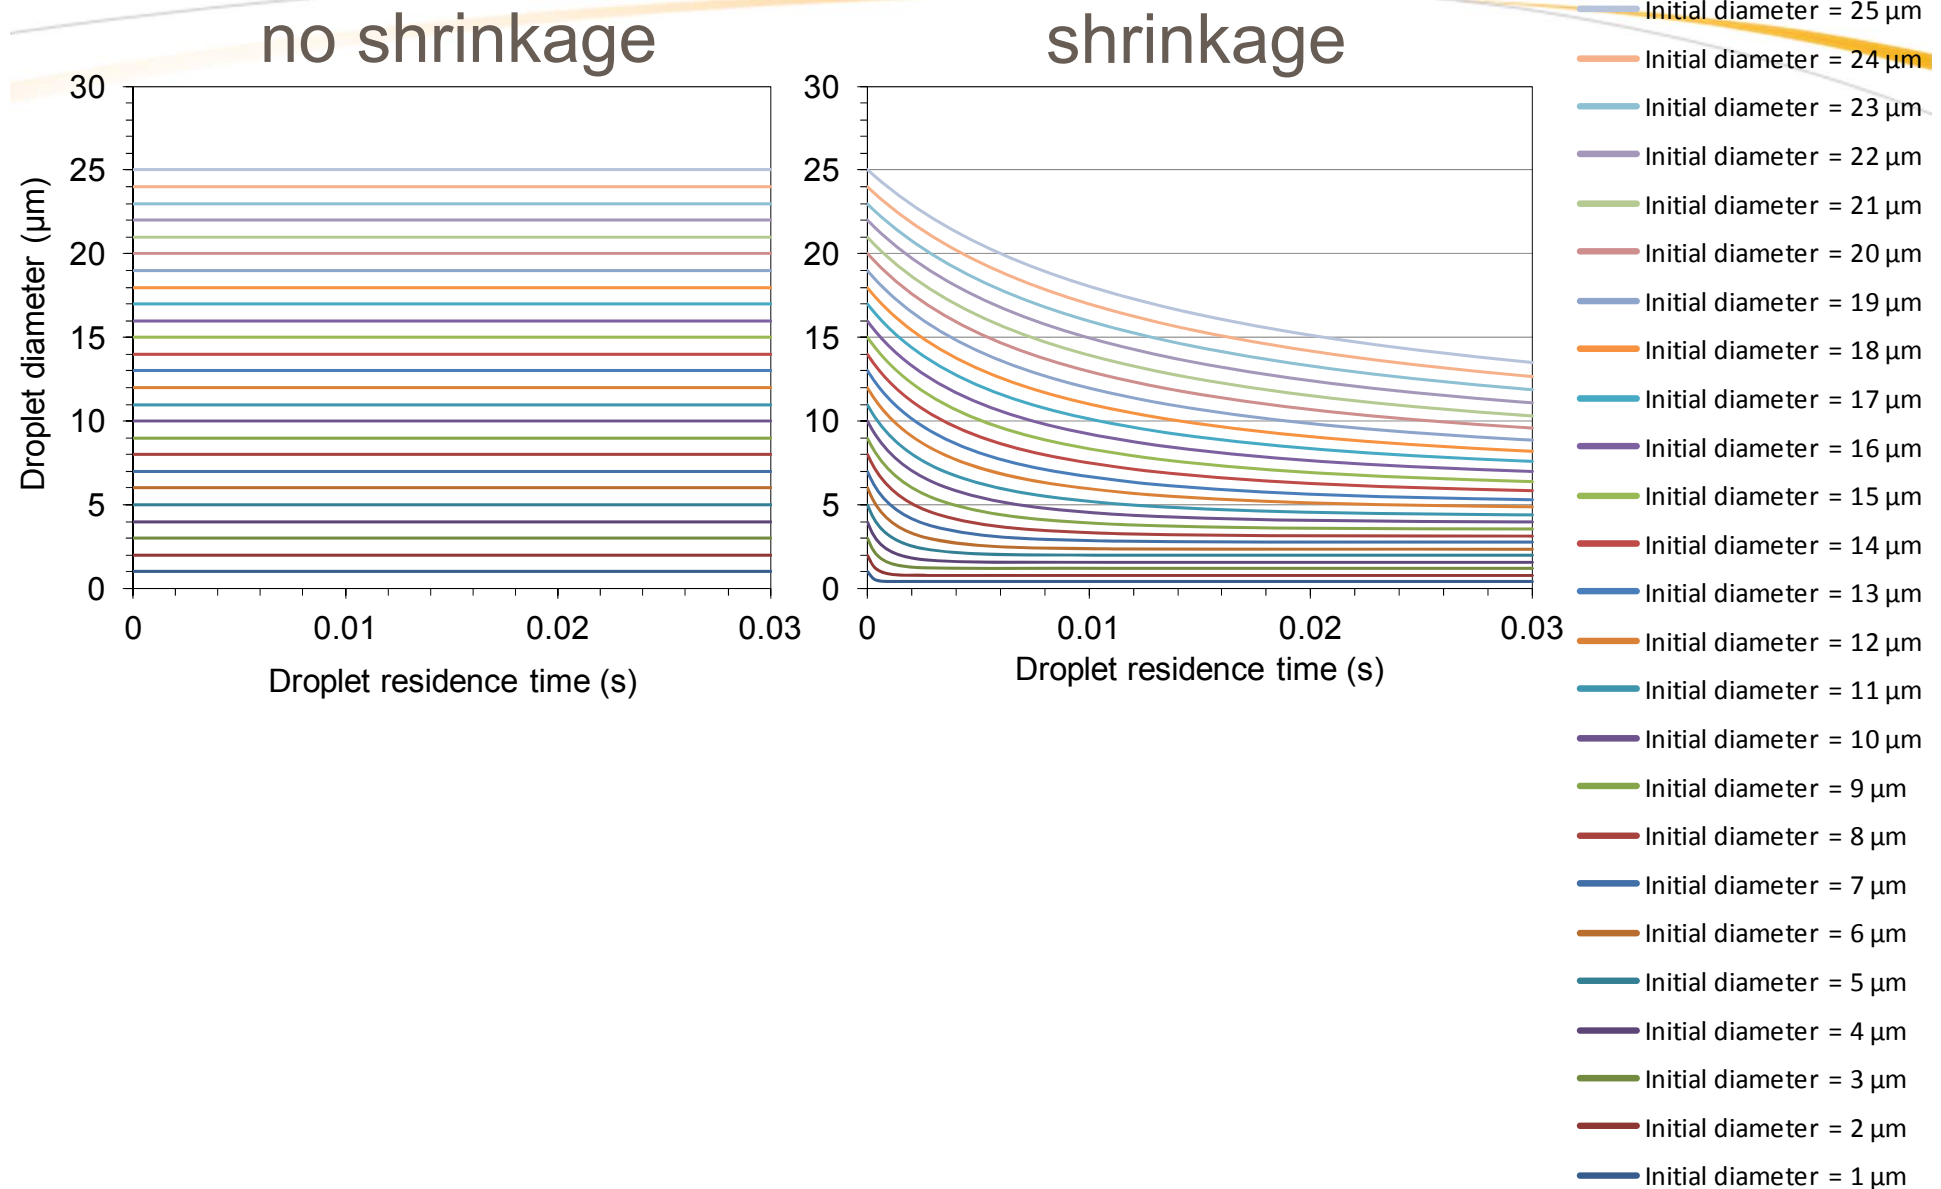 no shrinkage
30
25
20
15
10
5
0
0 0.01 0.02 0.03
Droplet diameter (µm)
Droplet residence time (s)
shrinkage
30
25
20
15
10
5
0
0 0.01 0.02 0.03
Droplet residence time (s)
Initial diameter = 25 µm
Initial diameter = 24 µm
Initial diameter = 23 µm
Initial diameter = 22 µm
Initial diameter = 21 µm
Initial diameter = 20 µm
Initial diameter = 19 µm
Initial diameter = 18 µm
Initial diameter = 17 µm
Initial diameter = 16 µm
Initial diameter = 15 µm
Initial diameter = 14 µm
Initial diameter = 13 µm
Initial diameter = 12 µm
Initial diameter = 11 µm
Initial diameter = 10 µm
Initial diameter = 9 µm
Initial diameter = 8 µm
Initial diameter = 7 µm
Initial diameter = 6 µm
Initial diameter = 5 µm
Initial diameter = 4 µm
Initial diameter = 3 µm
Initial diameter = 2 µm
Initial diameter = 1 µm